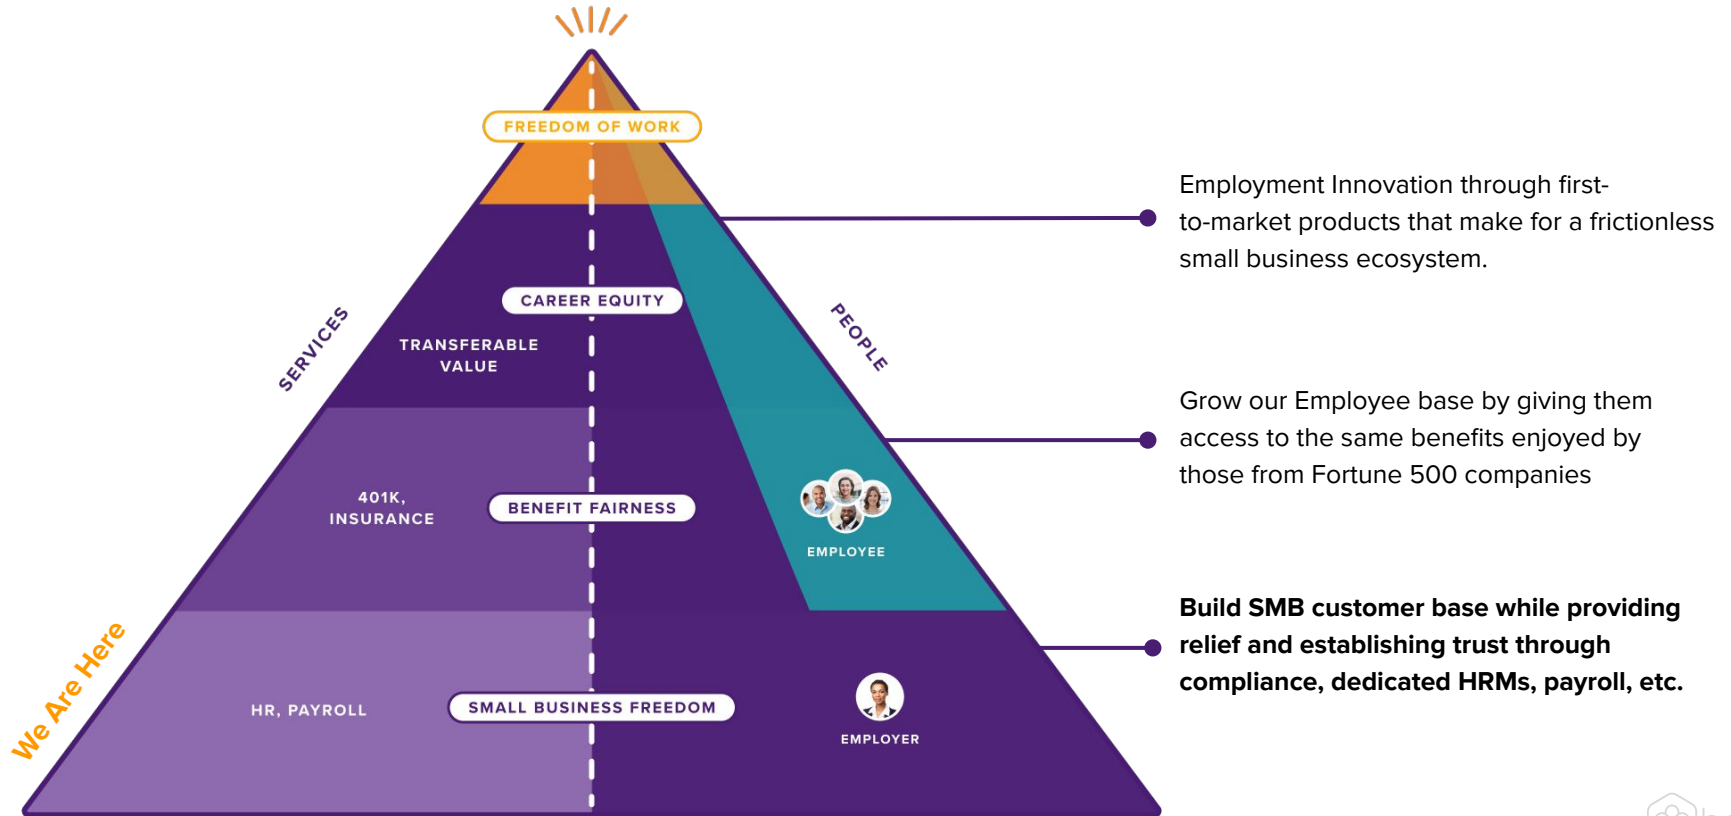 FREEDOM OF WORK
Employment Innovation through first-
to-market products that make for a frictionless
small business ecosystem.
CAREER EQUITY
SERVICES
PEOPLE
TRANSFERABLE
VALUE
Grow our Employee base by giving them
access to the same benefits enjoyed by
those from Fortune 500 companies
401K,
INSURANCE
BENEFIT FAIRNESS
EMPLOYEE
Build SMB customer base while providing
relief and establishing trust through
compliance, dedicated HRMs, payroll, etc.
We Are Here
HR, PAYROLL
SMALL BUSINESS FREEDOM
EMPLOYER